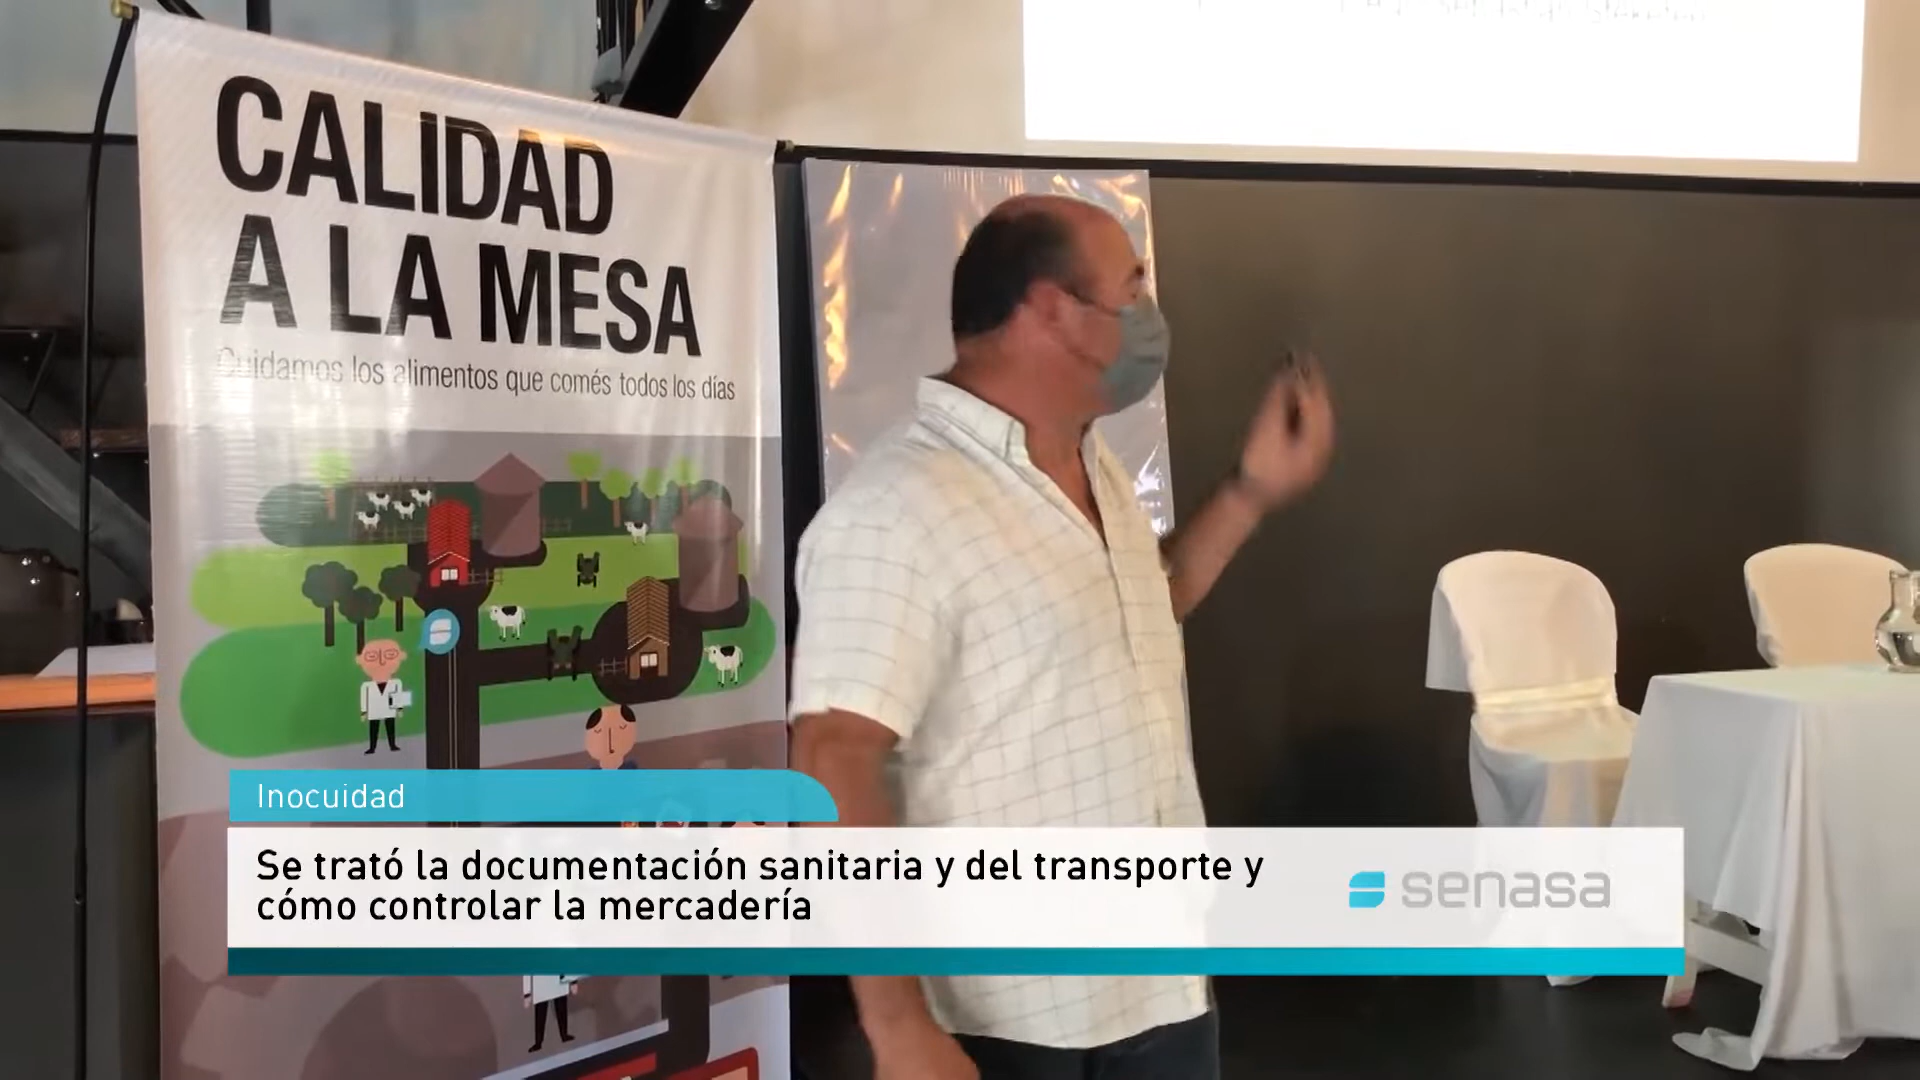 CALIDAD
A LA MESA
Cuidamos los alimentos que comés todos los días
Inocuidad
Se trató la documentación sanitaria y del transporte y
cómo controlar la mercadería
senasa